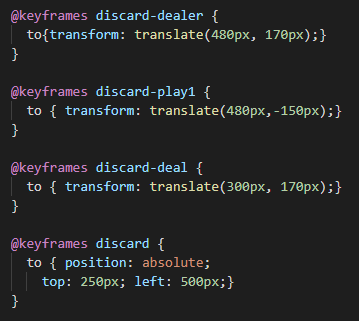 @keyframes discard-dealer {
to{transform: translate(480px, 170px);}
}
@keyframes discard-play1 {
to { transform: translate(480px,-150px);}
}
@keyframes discard-deal {
to { transform: translate(300px, 170px);}
}
@keyframes discard {
to { position: absolute;
top: 250px; left: 500px;}
}